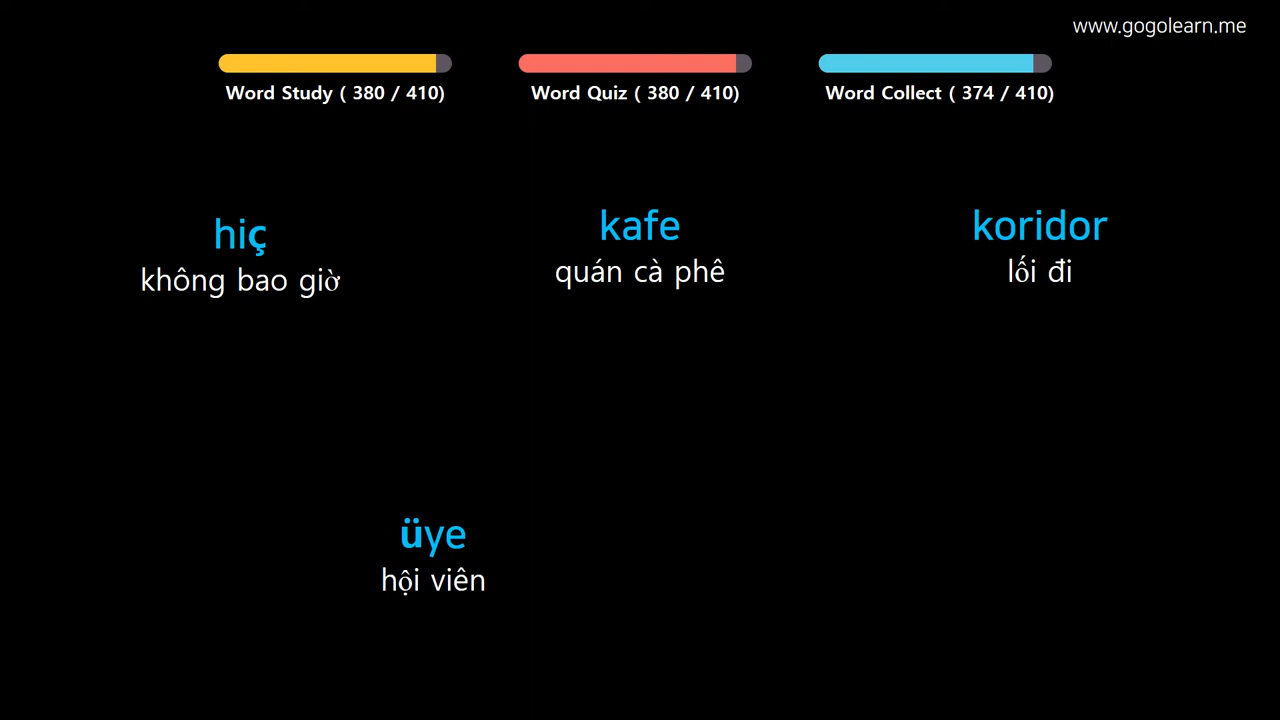 www.gogolearn.me
Word Study ( 380 / 410)
Word Quiz ( 380 / 410)
Word Collect ( 374 / 410)
hiç
không bao giờ
kafe
quán cà phê
koridor
lối đi
üye
hội viên